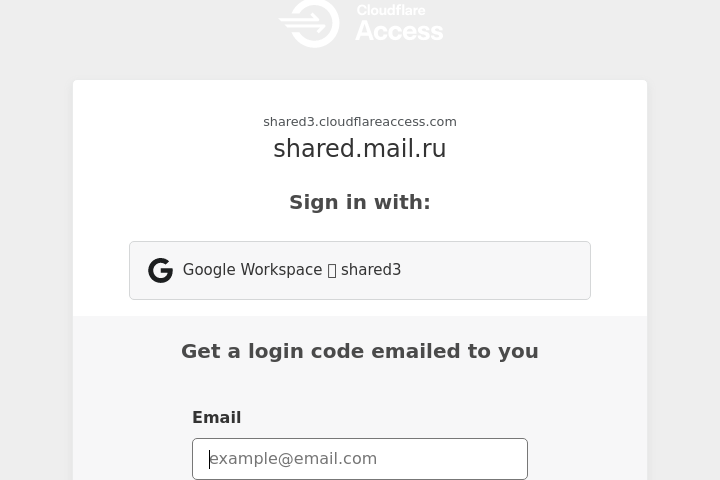 Cloudflare
Access
shared3.cloudflareaccess.com
shared.mail.ru
Sign in with:
Google Workspace ▯ shared3
Get a login code emailed to you
Email
example@email.com